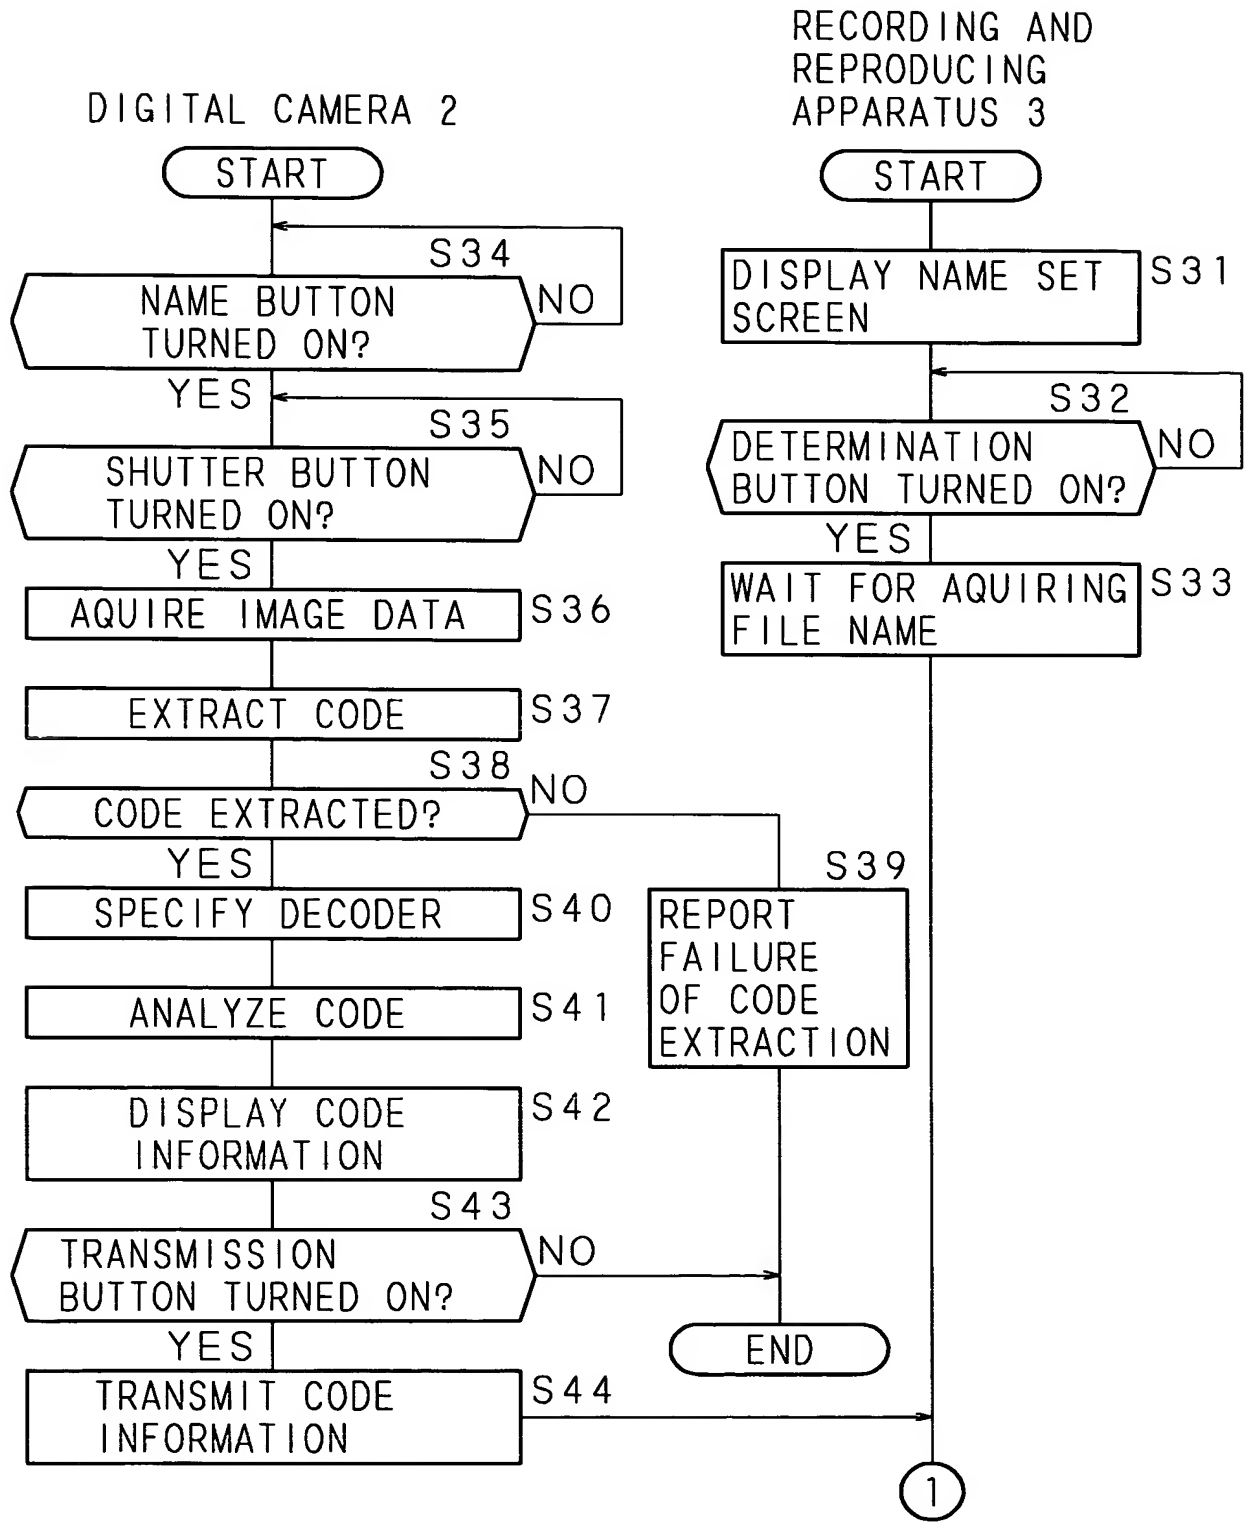 DIGITAL CAMERA 2
START
S34
NAME BUTTON
TURNED ON?
NO
YES
S35
SHUTTER BUTTON
TURNED ON?
NO
YES
AQUIRE IMAGE DATA
S36
EXTRACT CODE
S37
S38
CODE EXTRACTED?
NO
YES
S39
REPORT
FAILURE
OF CODE
EXTRACTION
SPECIFY DECODER
S40
ANALYZE CODE
S41
DISPLAY CODE
INFORMATION
S42
S43
TRANSMISSION
BUTTON TURNED ON?
NO
YES
END
TRANSMIT CODE
INFORMATION
S44
RECORDING AND
REPRODUCING
APPARATUS 3
START
DISPLAY NAME SET
SCREEN
S31
S32
DETERMINATION
BUTTON TURNED ON?
NO
YES
WAIT FOR AQUIRING
FILE NAME
S33
1